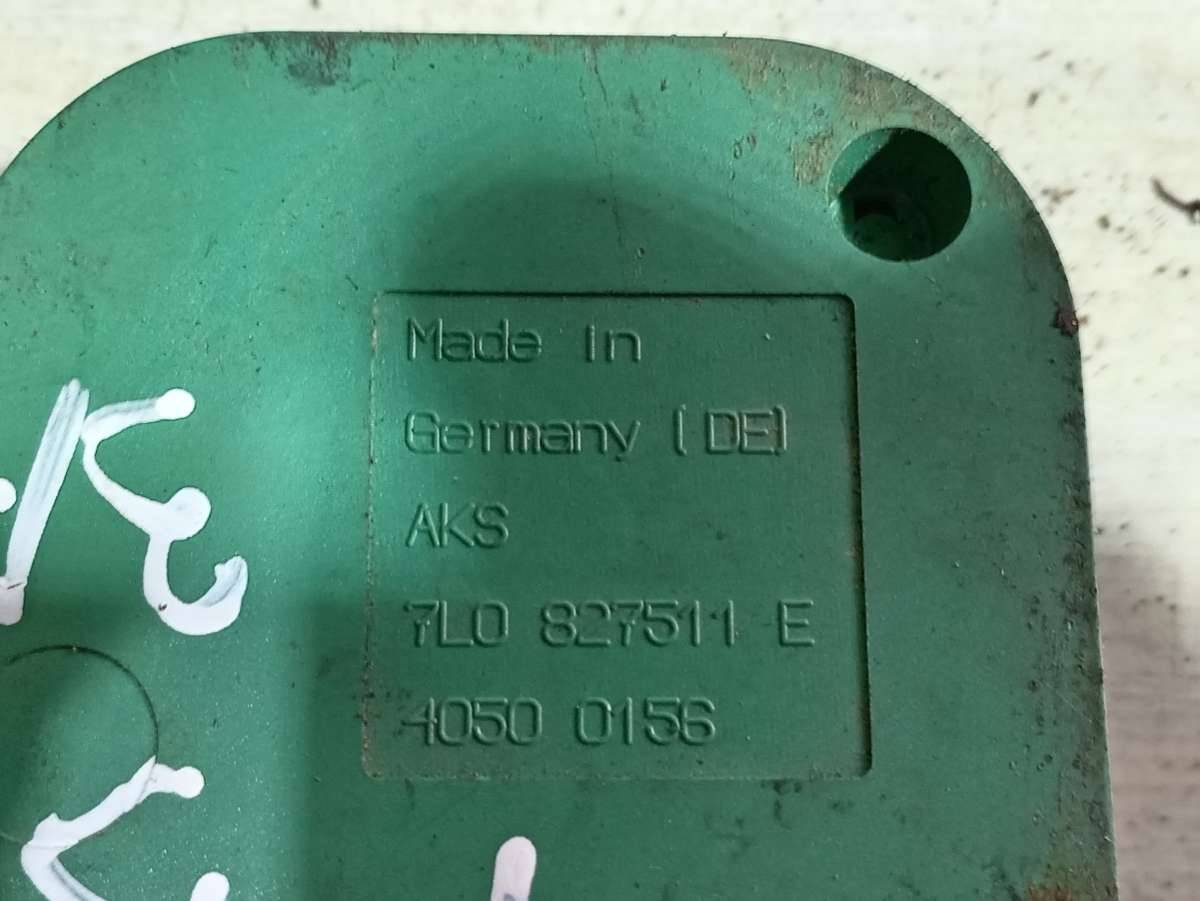 Made in
Germany (DE)
AKS
7L0 827511 E
4050 0156